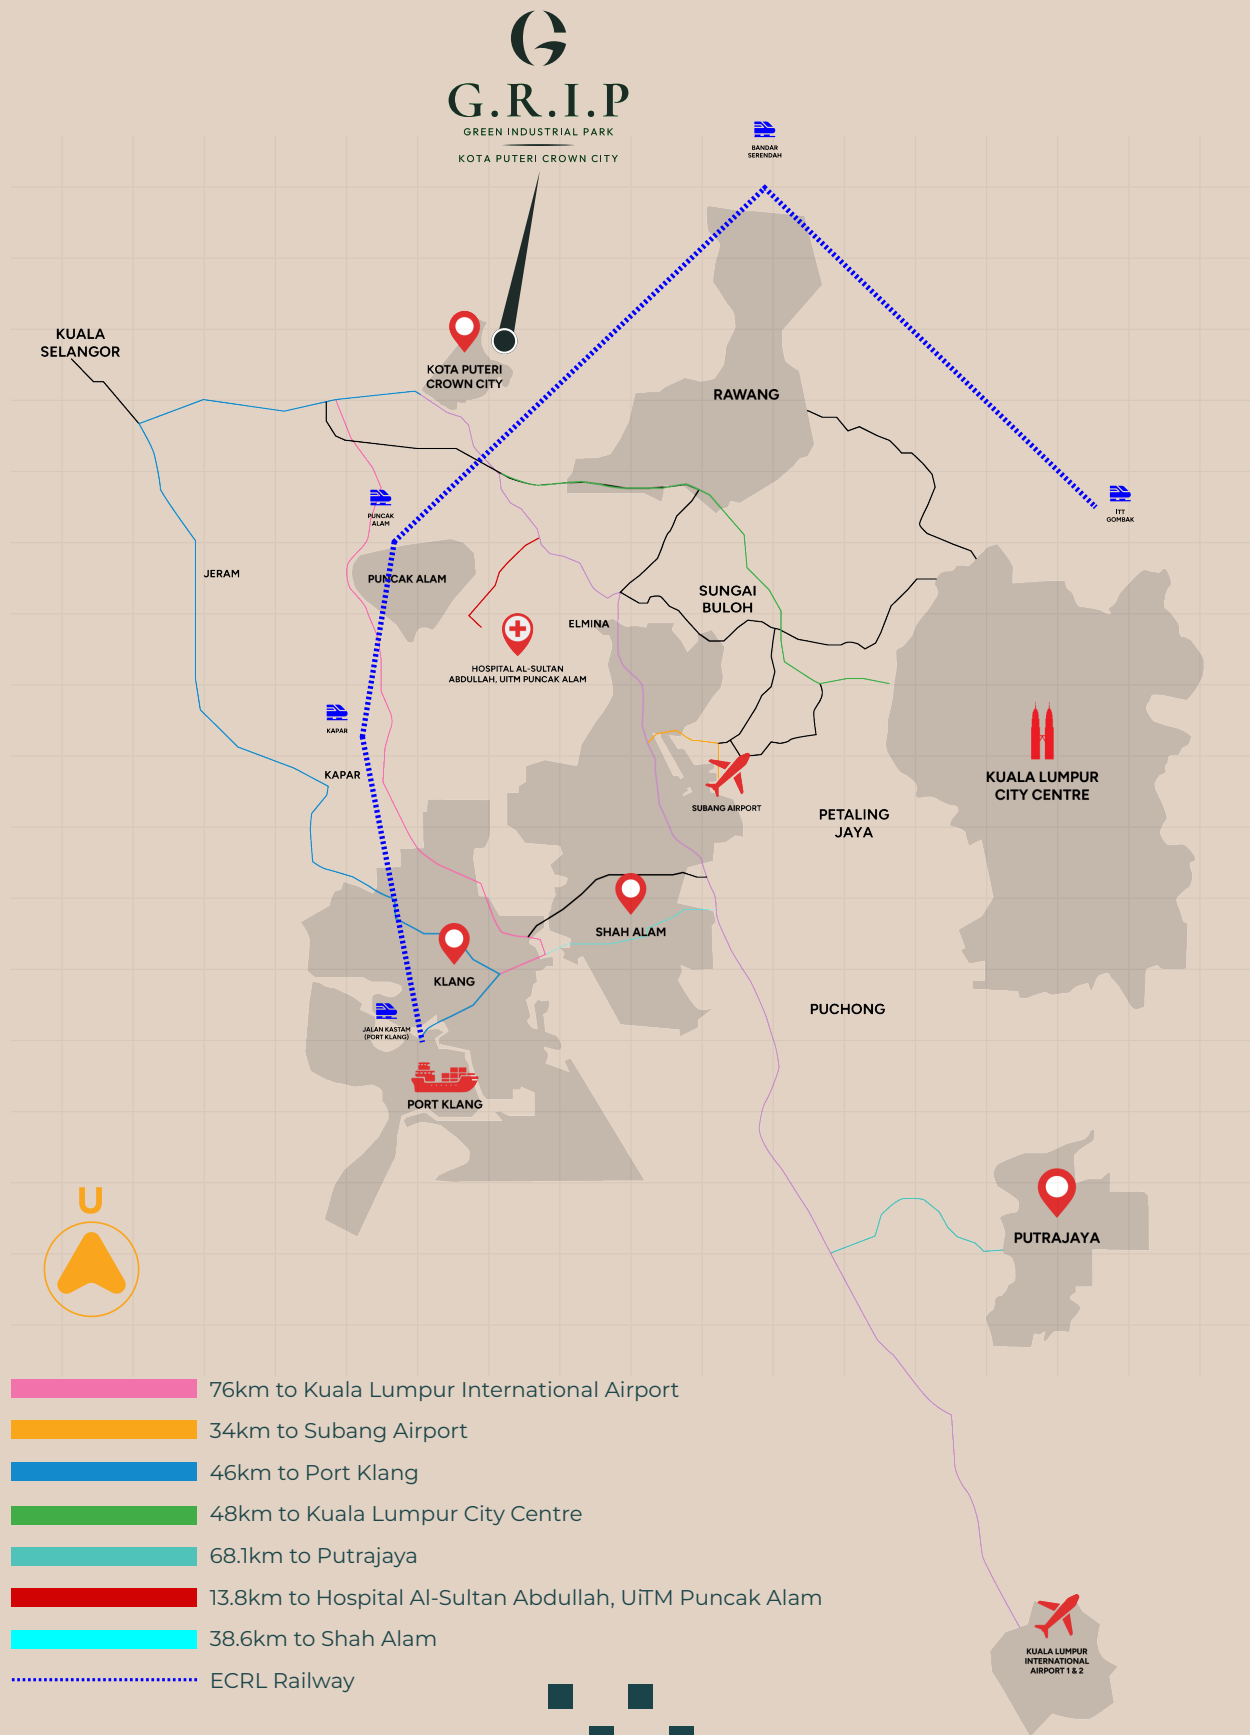 G.R.I.P
GREEN INDUSTRIAL PARK
KOTA PUTERI CROWN CITY
BANDAR
SERENDAH
KUALA
SELANGOR
KOTA PUTERI
CROWN CITY
RAWANG
PUNCAK
ALAM
ITT
GOMBAK
JERAM
PUNCAK ALAM
SUNGAI
BULOH
ELMINA
HOSPITAL AL-SULTAN
ABDULLAH, UITM PUNCAK ALAM
KAPAR
KAPAR
KUALA LUMPUR
CITY CENTRE
SUBANG AIRPORT
PETALING
JAYA
SHAH ALAM
KLANG
PUCHONG
JALAN KASTAM
(PORT KLANG)
PORT KLANG
U
PUTRAJAYA
76km to Kuala Lumpur International Airport
34km to Subang Airport
46km to Port Klang
48km to Kuala Lumpur City Centre
68.1km to Putrajaya
13.8km to Hospital Al-Sultan Abdullah, UiTM Puncak Alam
38.6km to Shah Alam
ECRL Railway
KUALA LUMPUR
INTERNATIONAL
AIRPORT 1 & 2